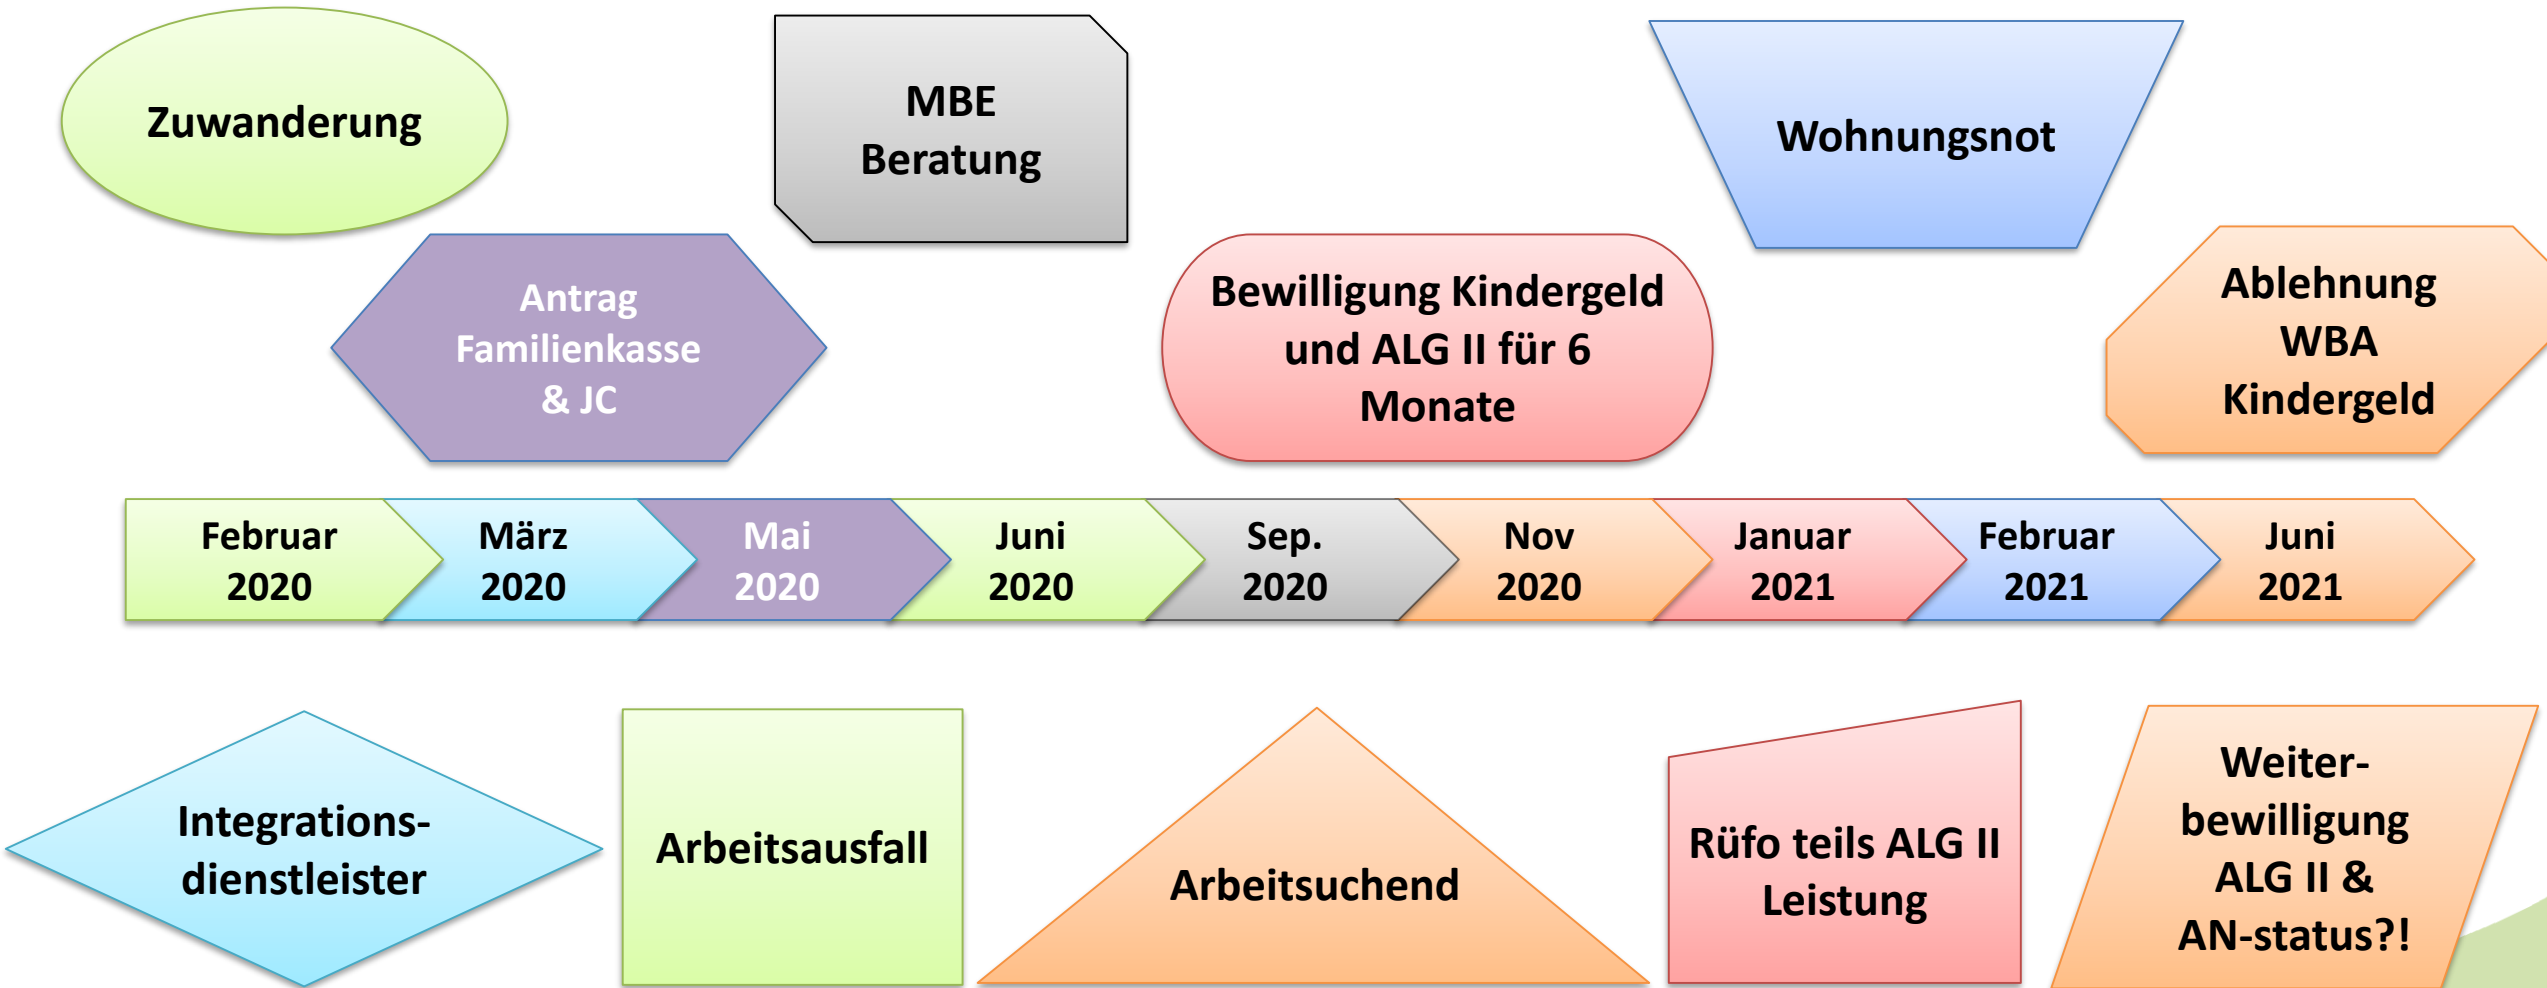 Zuwanderung
MBE
Beratung
Wohnungsnot
Antrag
Familienkasse
& JC
Bewilligung Kindergeld
und ALG II für 6
Monate
Ablehnung
WBA
Kindergeld
Februar
2020
März
2020
Mai
2020
Juni
2020
Sep.
2020
Nov
2020
Januar
2021
Februar
2021
Juni
2021
Integrations-
dienstleister
Arbeitsausfall
Arbeitsuchend
Rüfo teils ALG II
Leistung
Weiter-
bewilligung
ALG II &
AN-status?!